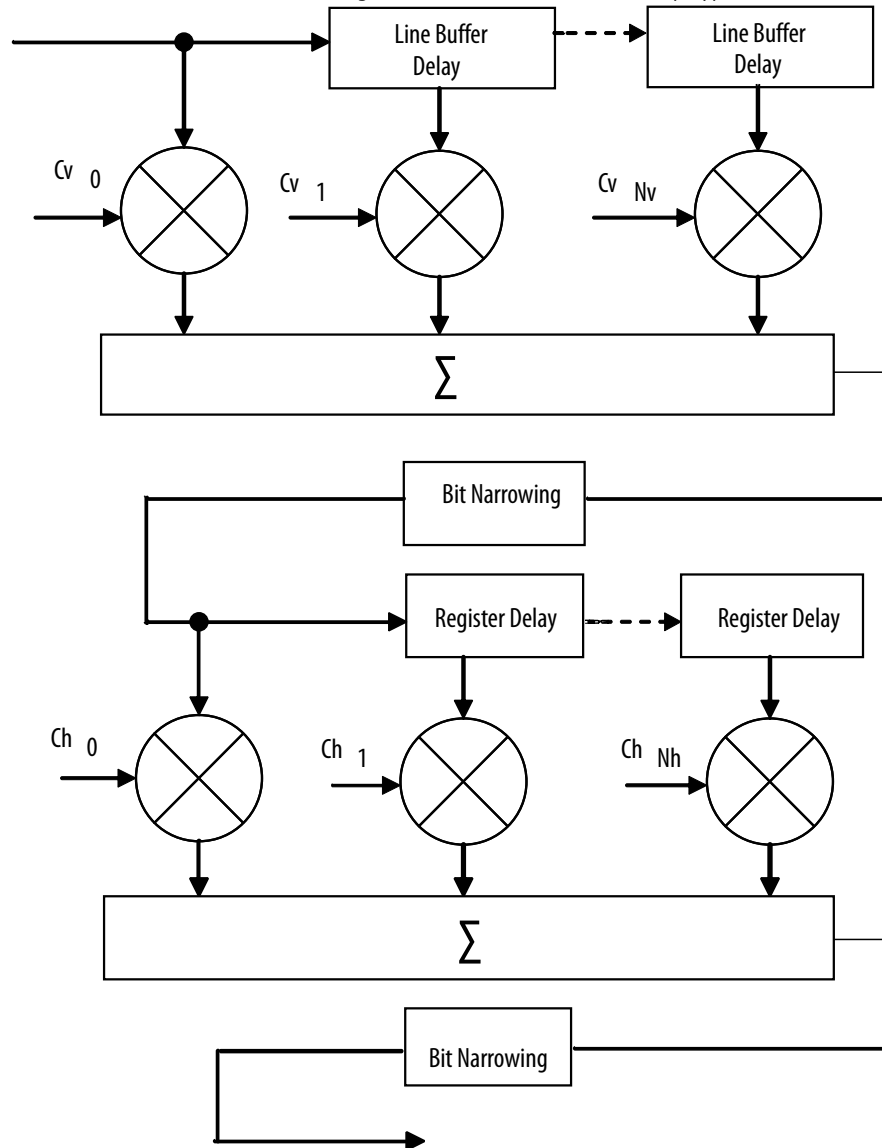 Line Buffer
Delay
Line Buffer
Delay
Cv 0
Cv 1
Cv Nv
Σ
Bit Narrowing
Register Delay
Register Delay
Ch 0
Ch 1
Ch Nh
Σ
Bit Narrowing